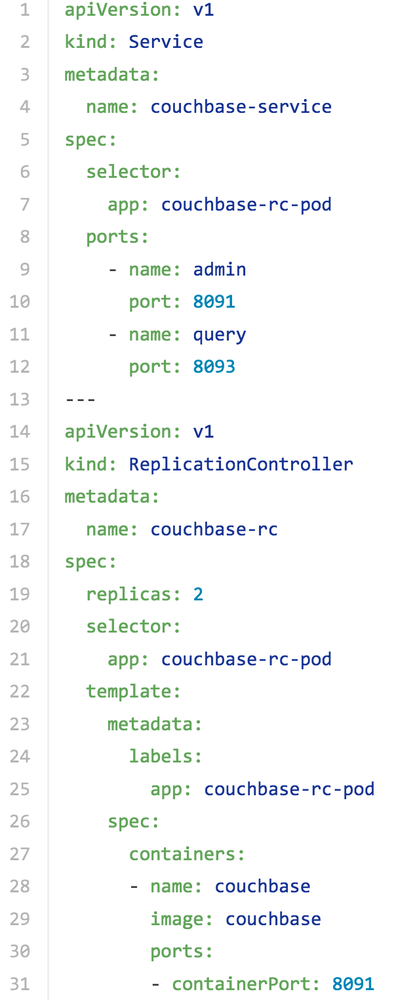 1 apiVersion: v1
2 kind: Service
3 metadata:
4   name: couchbase-service
5 spec:
6   selector:
7     app: couchbase-rc-pod
8   ports:
9     - name: admin
10       port: 8091
11     - name: query
12       port: 8093
13 ---
14 apiVersion: v1
15 kind: ReplicationController
16 metadata:
17   name: couchbase-rc
18 spec:
19   replicas: 2
20   selector:
21     app: couchbase-rc-pod
22   template:
23     metadata:
24       labels:
25         app: couchbase-rc-pod
26     spec:
27       containers:
28       - name: couchbase
29         image: couchbase
30         ports:
31         - containerPort: 8091